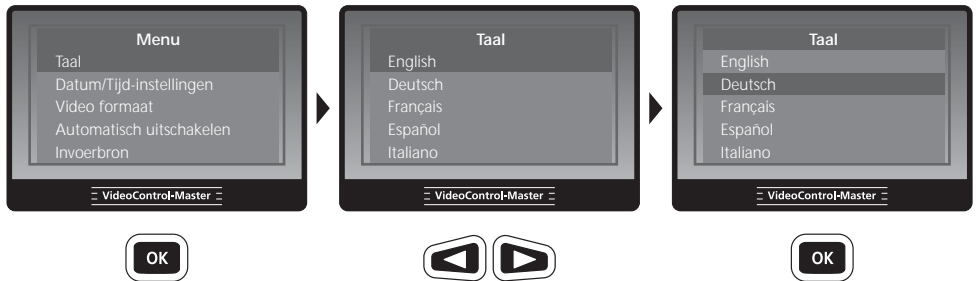 Menu
Taal
Datum/Tijd-instellingen
Video formaat
Automatisch uitschakelen
Invoerbron
VideoControl-Master
OK
Taal
English
Deutsch
Français
Español
Italiano
VideoControl-Master
Taal
English
Deutsch
Français
Español
Italiano
VideoControl-Master
OK